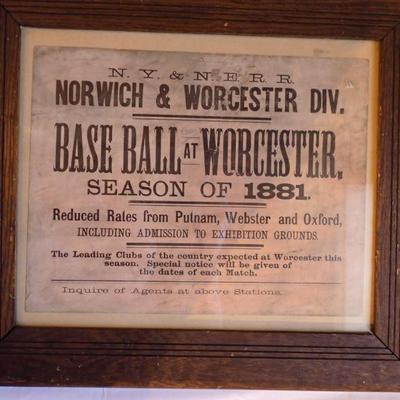 N. Y. & N. E. R. R.
NORWICH & WORCESTER DIV.
BASE BALL AT WORCESTER.
SEASON OF 1881.
Reduced Rates from Putnam, Webster and Oxford,
INCLUDING ADMISSION TO EXHIBITION GROUNDS.
The Leading Clubs of the country expected at Worcester this
season. Special notice will be given of
the dates of each Match.
Inquire of Agents at above Stations.